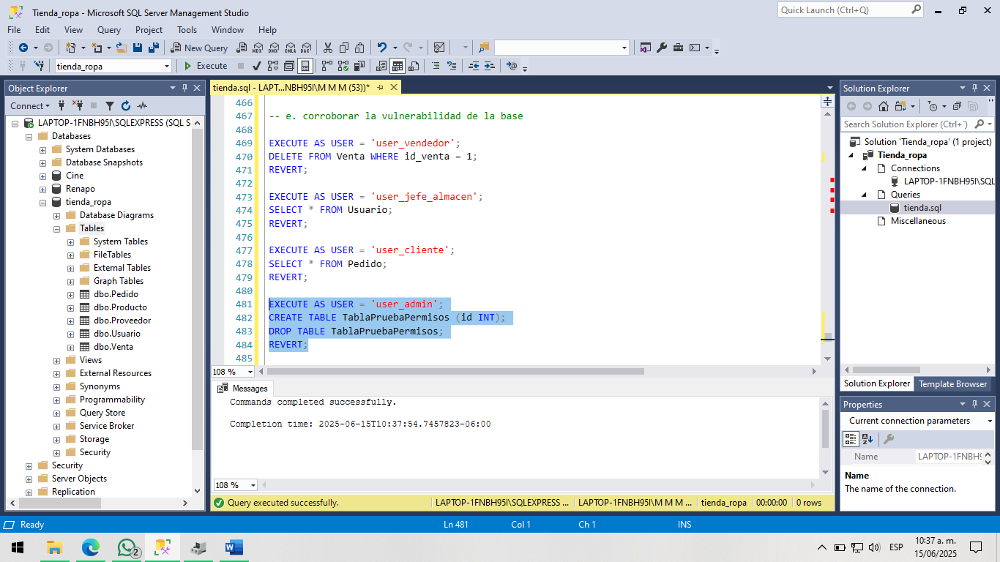 Tienda_ropa - Microsoft SQL Server Management Studio
Quick Launch (Ctrl+Q)
File Edit View Query Project Tools Window Help
New Query
MDX DMX XMLA DAX
tienda_ropa
Execute
Object Explorer
Connect
LAPTOP-1FNBH95I\SQLEXPRESS (SQL S
Databases
System Databases
Database Snapshots
Cine
Renapo
tienda_ropa
Database Diagrams
Tables
System Tables
FileTables
External Tables
Graph Tables
dbo.Pedido
dbo.Producto
dbo.Proveedor
dbo.Usuario
dbo.Venta
Views
External Resources
Synonyms
Programmability
Query Store
Service Broker
Storage
Security
Security
Server Objects
Replication
tienda.sql - LAPT...NBH95I\M M M (53))*
466
467 -- e. corroborar la vulnerabilidad de la base
468
469 EXECUTE AS USER = 'user_vendedor';
470 DELETE FROM Venta WHERE id_venta = 1;
471 REVERT;
472
473 EXECUTE AS USER = 'user_jefe_almacen';
474 SELECT * FROM Usuario;
475 REVERT;
476
477 EXECUTE AS USER = 'user_cliente';
478 SELECT * FROM Pedido;
479 REVERT;
480
481 EXECUTE AS USER = 'user_admin';
482 CREATE TABLE TablaPruebaPermisos (id INT);
483 DROP TABLE TablaPruebaPermisos;
484 REVERT;
485
108 %
Messages
Commands completed successfully.
Completion time: 2025-06-15T10:37:54.7457823-06:00
108 %
Query executed successfully.
LAPTOP-1FNBH95I\SQLEXPRESS ... LAPTOP-1FNBH95I\M M M ... tienda_ropa 00:00:00 0 rows
Solution Explorer
Search Solution Explorer (Ctrl+¨)
Solution 'Tienda_ropa' (1 project)
Tienda_ropa
Connections
LAPTOP-1FNBH95I\SQL
Queries
tienda.sql
Miscellaneous
Solution Explorer Template Browser
Properties
Current connection parameters
Name LAPTOP-1FNBH9
Name
The name of the connection.
Ready Ln 481 Col 1 Ch 1 INS
2
W
ESP
10:37 a. m.
15/06/2025